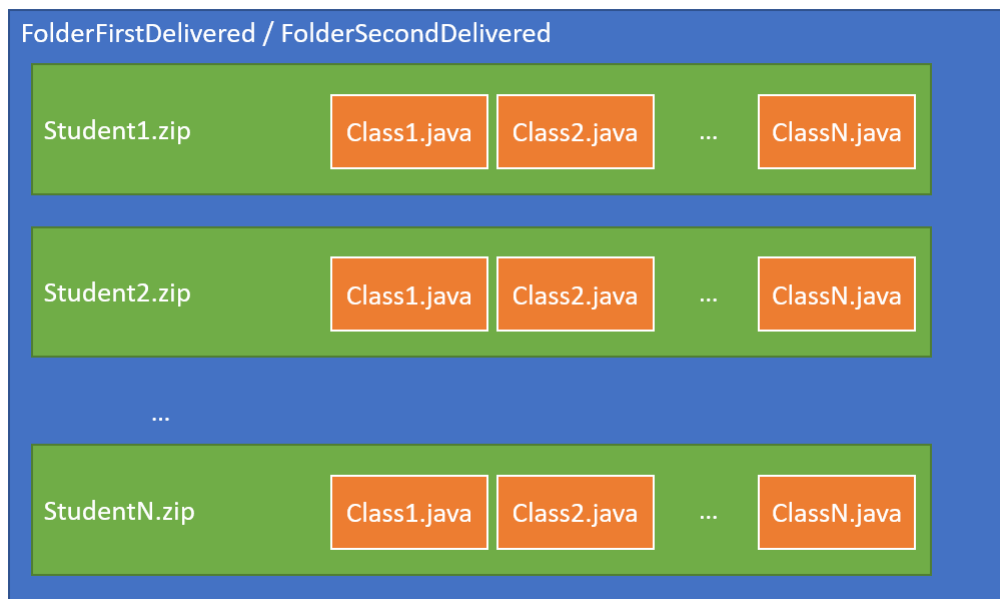 FolderFirstDelivered / FolderSecondDelivered
Student1.zip Class1.java Class2.java ... ClassN.java
Student2.zip Class1.java Class2.java ... ClassN.java
...
StudentN.zip Class1.java Class2.java ... ClassN.java